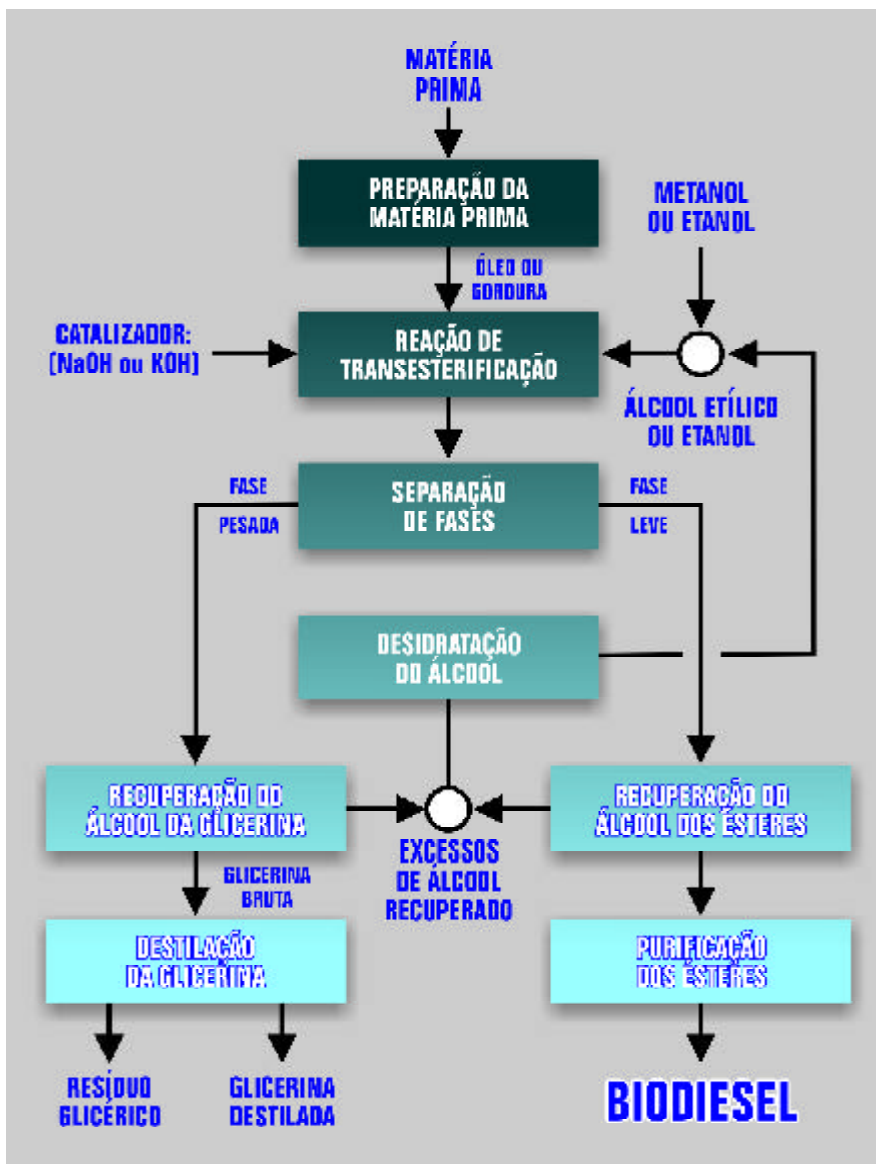 MATÉRIA
PRIMA
PREPARAÇÃO DA
MATÉRIA PRIMA
METANOL
OU ETANOL
ÓLEO OU
GORDURA
CATALIZADOR:
(NaOH ou KOH)
REAÇÃO DE
TRANSESTERIFICAÇÃO
ÁLCOOL ETÍLICO
OU ETANOL
FASE
PESADA
SEPARAÇÃO
DE FASES
FASE
LEVE
DESIDRATAÇÃO
DO ÁLCOOL
RECUPERAÇÃO DO
ÁLCOOL DA GLICERINA
RECUPERAÇÃO DO
ÁLCOOL DOS ÉSTERES
EXCESSOS
DE ÁLCOOL
RECUPERADO
GLICERINA
BRUTA
DESTILAÇÃO
DA GLICERINA
PURIFICAÇÃO
DOS ÉSTERES
RESÍDUO
GLICÉRICO
GLICERINA
DESTILADA
BIODIESEL